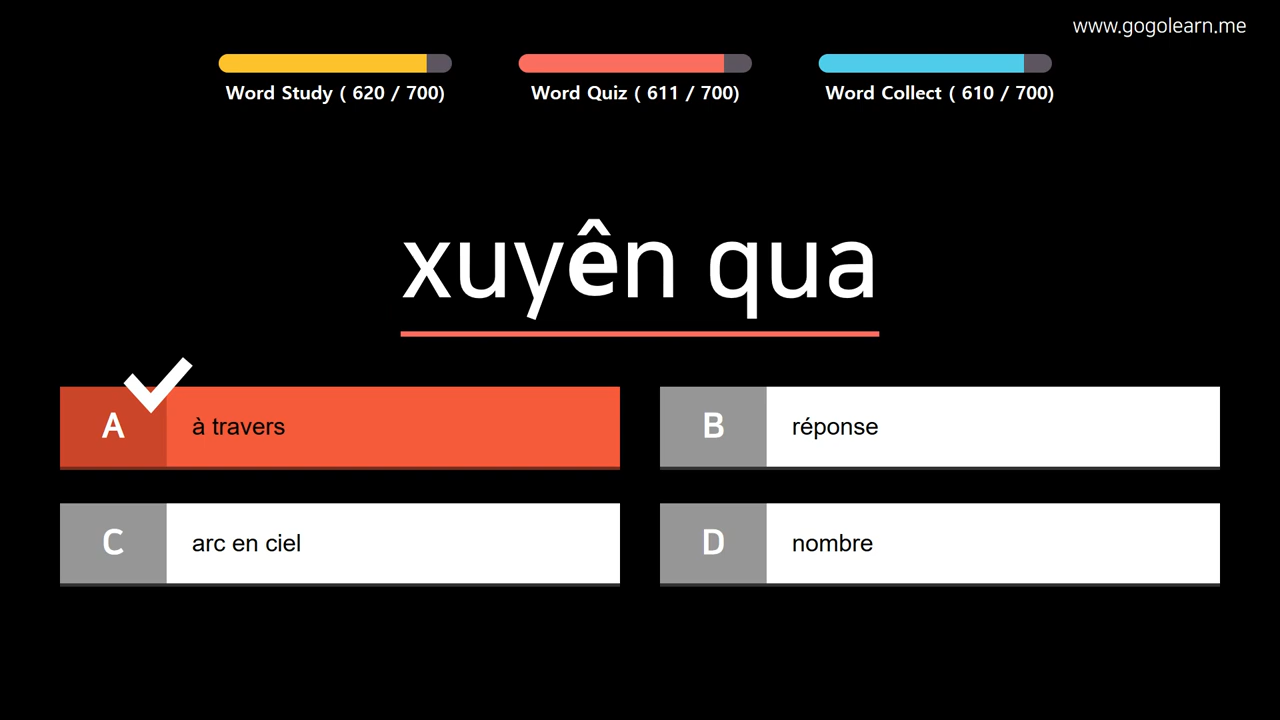 www.gogolearn.me
Word Study ( 620 / 700)
Word Quiz ( 611 / 700)
Word Collect ( 610 / 700)
xuyên qua
A à travers
B réponse
C arc en ciel
D nombre